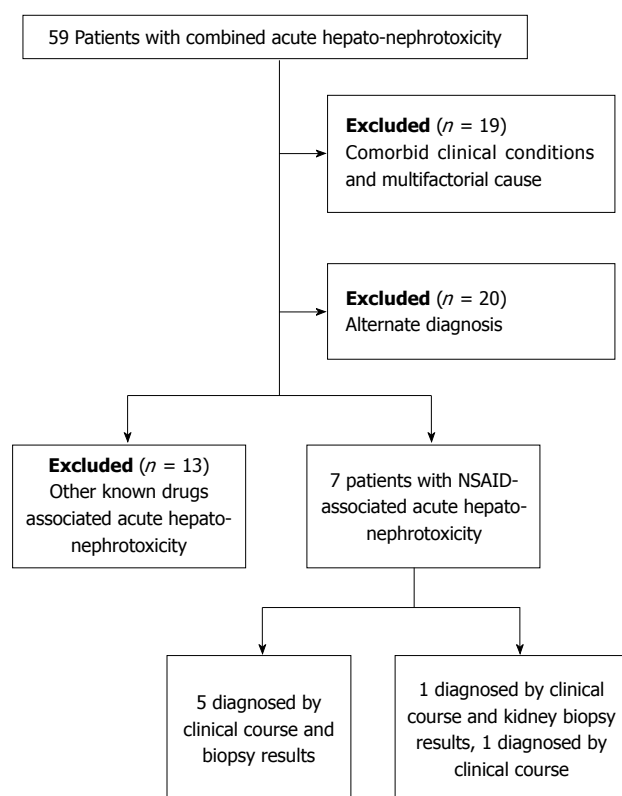 59 Patients with combined acute hepato-nephrotoxicity
Excluded (n = 19)
Comorbid clinical conditions
and multifactorial cause
Excluded (n = 20)
Alternate diagnosis
Excluded (n = 13)
Other known drugs
associated acute hepato-
nephrotoxicity
7 patients with NSAID-
associated acute hepato-
nephrotoxicity
5 diagnosed by
clinical course and
biopsy results
1 diagnosed by clinical
course and kidney biopsy
results, 1 diagnosed by
clinical course